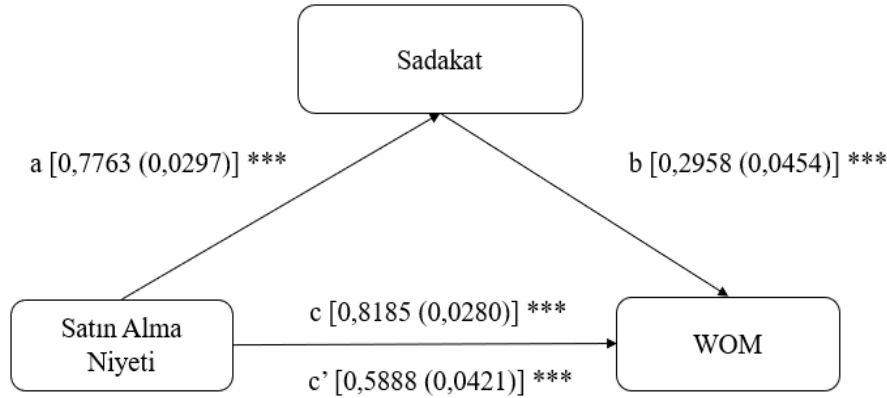 Sadakat
a [0,7763 (0,0297)] ***
b [0,2958 (0,0454)] ***
Satın Alma
Niyeti
c [0,8185 (0,0280)] ***
c’ [0,5888 (0,0421)] ***
WOM